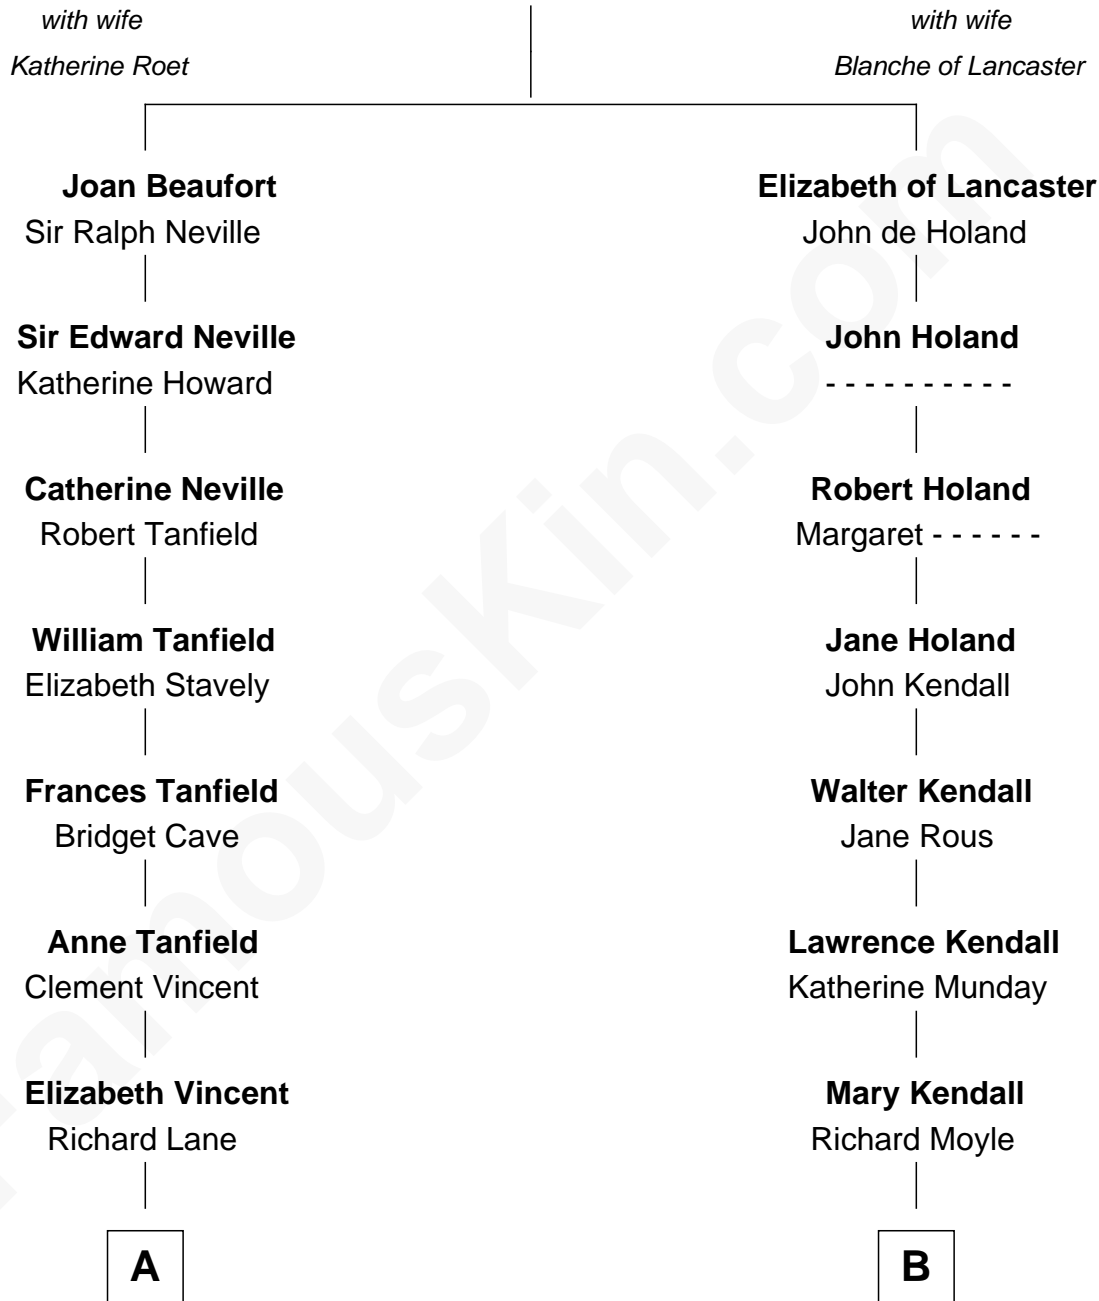 with wife
Katherine Roet
with wife
Blanche of Lancaster
Joan Beaufort
Sir Ralph Neville
Elizabeth of Lancaster
John de Holand
Sir Edward Neville
Katherine Howard
John Holand
- - - - - - - - - -
Catherine Neville
Robert Tanfield
Robert Holand
Margaret - - - - - -
William Tanfield
Elizabeth Stavely
Jane Holand
John Kendall
Frances Tanfield
Bridget Cave
Walter Kendall
Jane Rous
Anne Tanfield
Clement Vincent
Lawrence Kendall
Katherine Munday
Elizabeth Vincent
Richard Lane
Mary Kendall
Richard Moyle
A
B
FamousKin.com